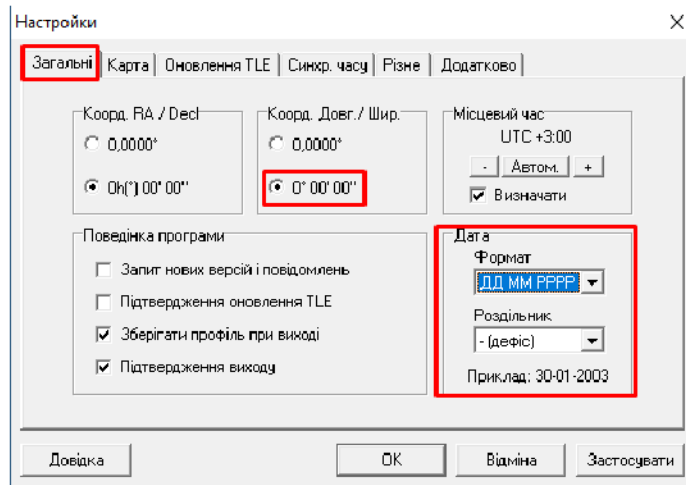 Настройки
Загальні Карта Оновлення TLE Синхр. часу Різне Додатково
Коорд. RA / Decl
0,0000°
0h(°) 00' 00''
Коорд. Довг./ Шир.
0,0000°
0° 00' 00''
Місцевий час
UTC +3:00
- Автом. +
Визначати
Поведінка програми
Запит нових версій і повідомлень
Підтвердження оновлення TLE
Зберігати профіль при виході
Підтвердження виходу
Дата
Формат
ДД ММ РРРР
Роздільник
- (дефіс)
Приклад: 30-01-2003
Довідка OK Відміна Застосувати